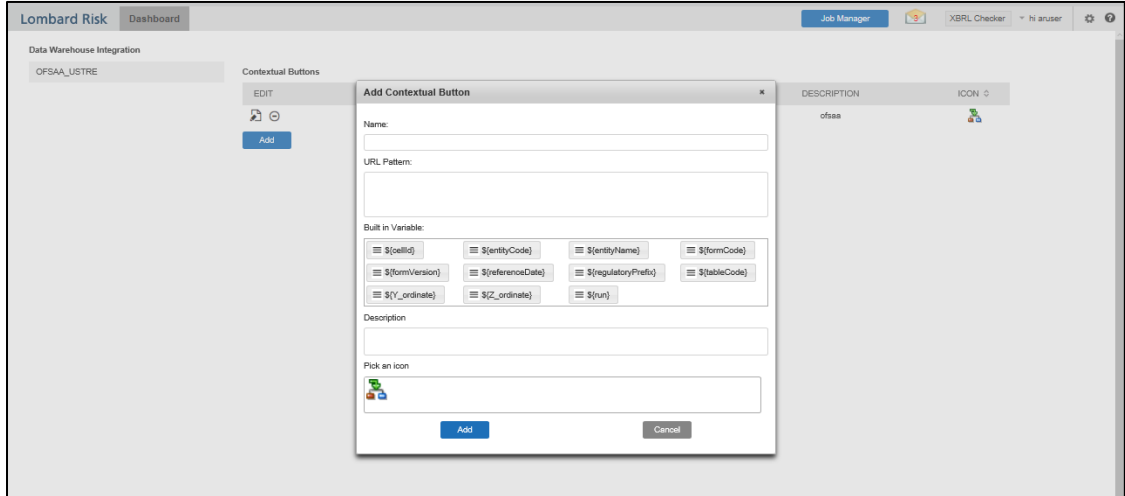 Lombard Risk Dashboard Job Manager 3 XBRL Checker hi aruser
Data Warehouse Integration
OFSAA_USTRE
Contextual Buttons
EDIT DESCRIPTION ICON
ofsaa
Add
Add Contextual Button ×
Name:
URL Pattern:
Built in Variable:
${cellId} ${entityCode} ${entityName} ${formCode}
${formVersion} ${referenceDate} ${regulatoryPrefix} ${tableCode}
${Y_ordinate} ${Z_ordinate} ${run}
Description
Pick an icon
Add Cancel